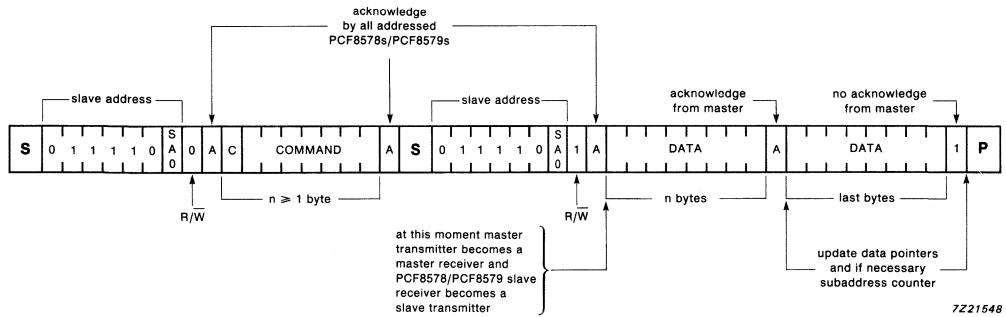 acknowledge
by all addressed
PCF8578s/PCF8579s
slave address
slave address
acknowledge
from master
no acknowledge
from master
S 0 1 1 1 1 0 SA0 0 A C COMMAND A S 0 1 1 1 1 0 SA0 1 A DATA A DATA 1 P
R/W̅
n ⩾ 1 byte
R/W̅
n bytes
last bytes
at this moment master
transmitter becomes a
master receiver and
PCF8578/PCF8579 slave
receiver becomes a
slave transmitter
update data pointers
and if necessary
subaddress counter
7Z21548